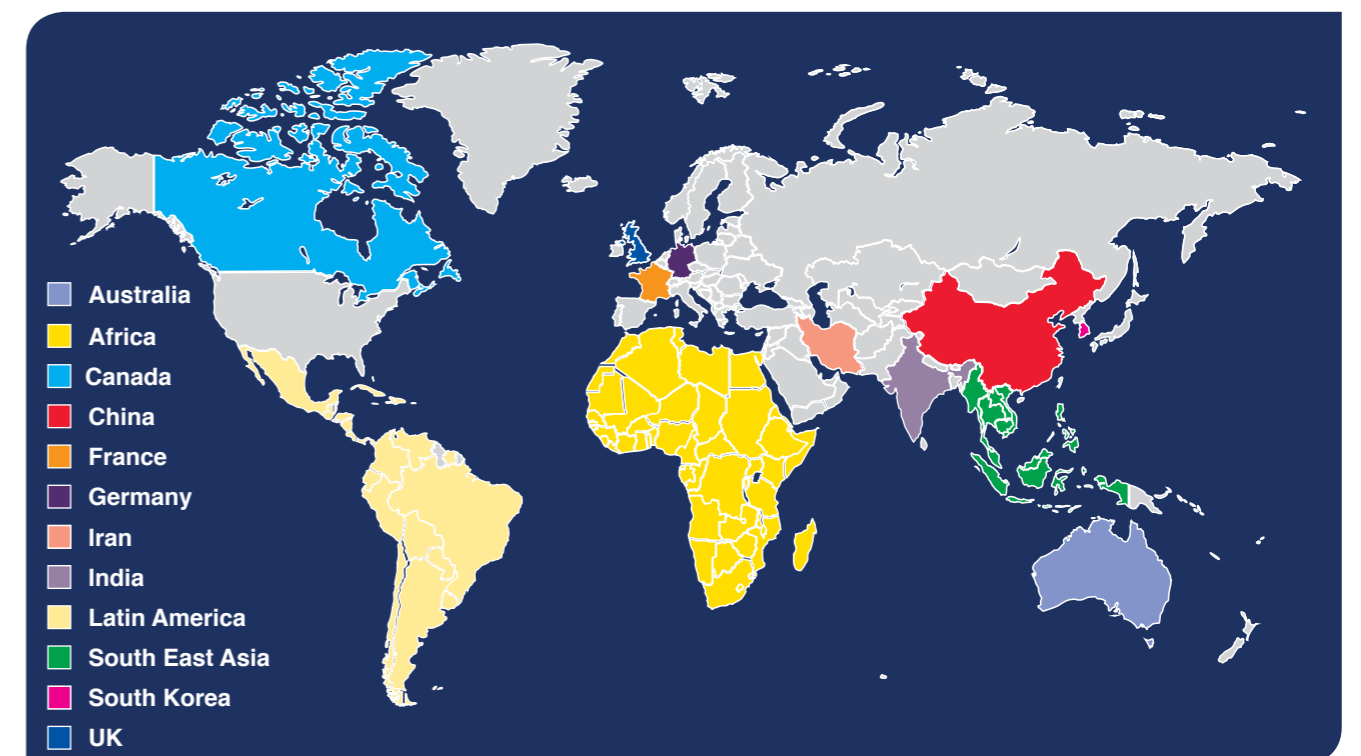 Australia
Africa
Canada
China
France
Germany
Iran
India
Latin America
South East Asia
South Korea
UK